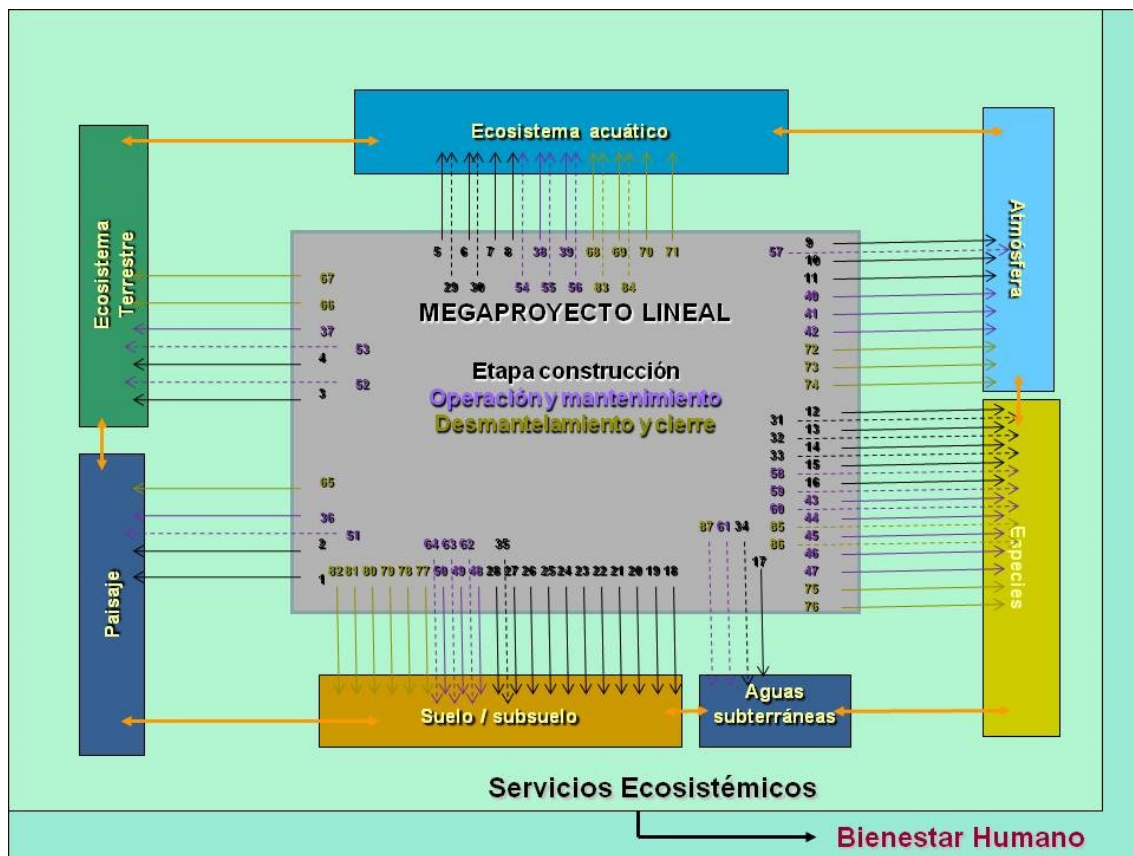 Ecosistema acuático
5 6 7 8 38 39 68 69 70 71
29 30 54 55 56 83 84
Ecosistema
Terrestre
67
66
37
53
4
52
3
MEGAPROYECTO LINEAL
Etapa construcción
Operación y mantenimiento
Desmantelamiento y cierre
57
9
10
11
40
41
42
72
73
74
Atmósfera
12
31
13
32
14
33
15
58
16
59
43
60
44
85
45
86
46
47
75
76
Especies
65
36
51
2
1
Paisaje
64 63 62 35
87 61 34
17
82 81 80 79 78 77 50 49 48 28 27 26 25 24 23 22 21 20 19 18
Suelo / subsuelo
Aguas
subterráneas
Servicios Ecosistémicos
Bienestar Humano